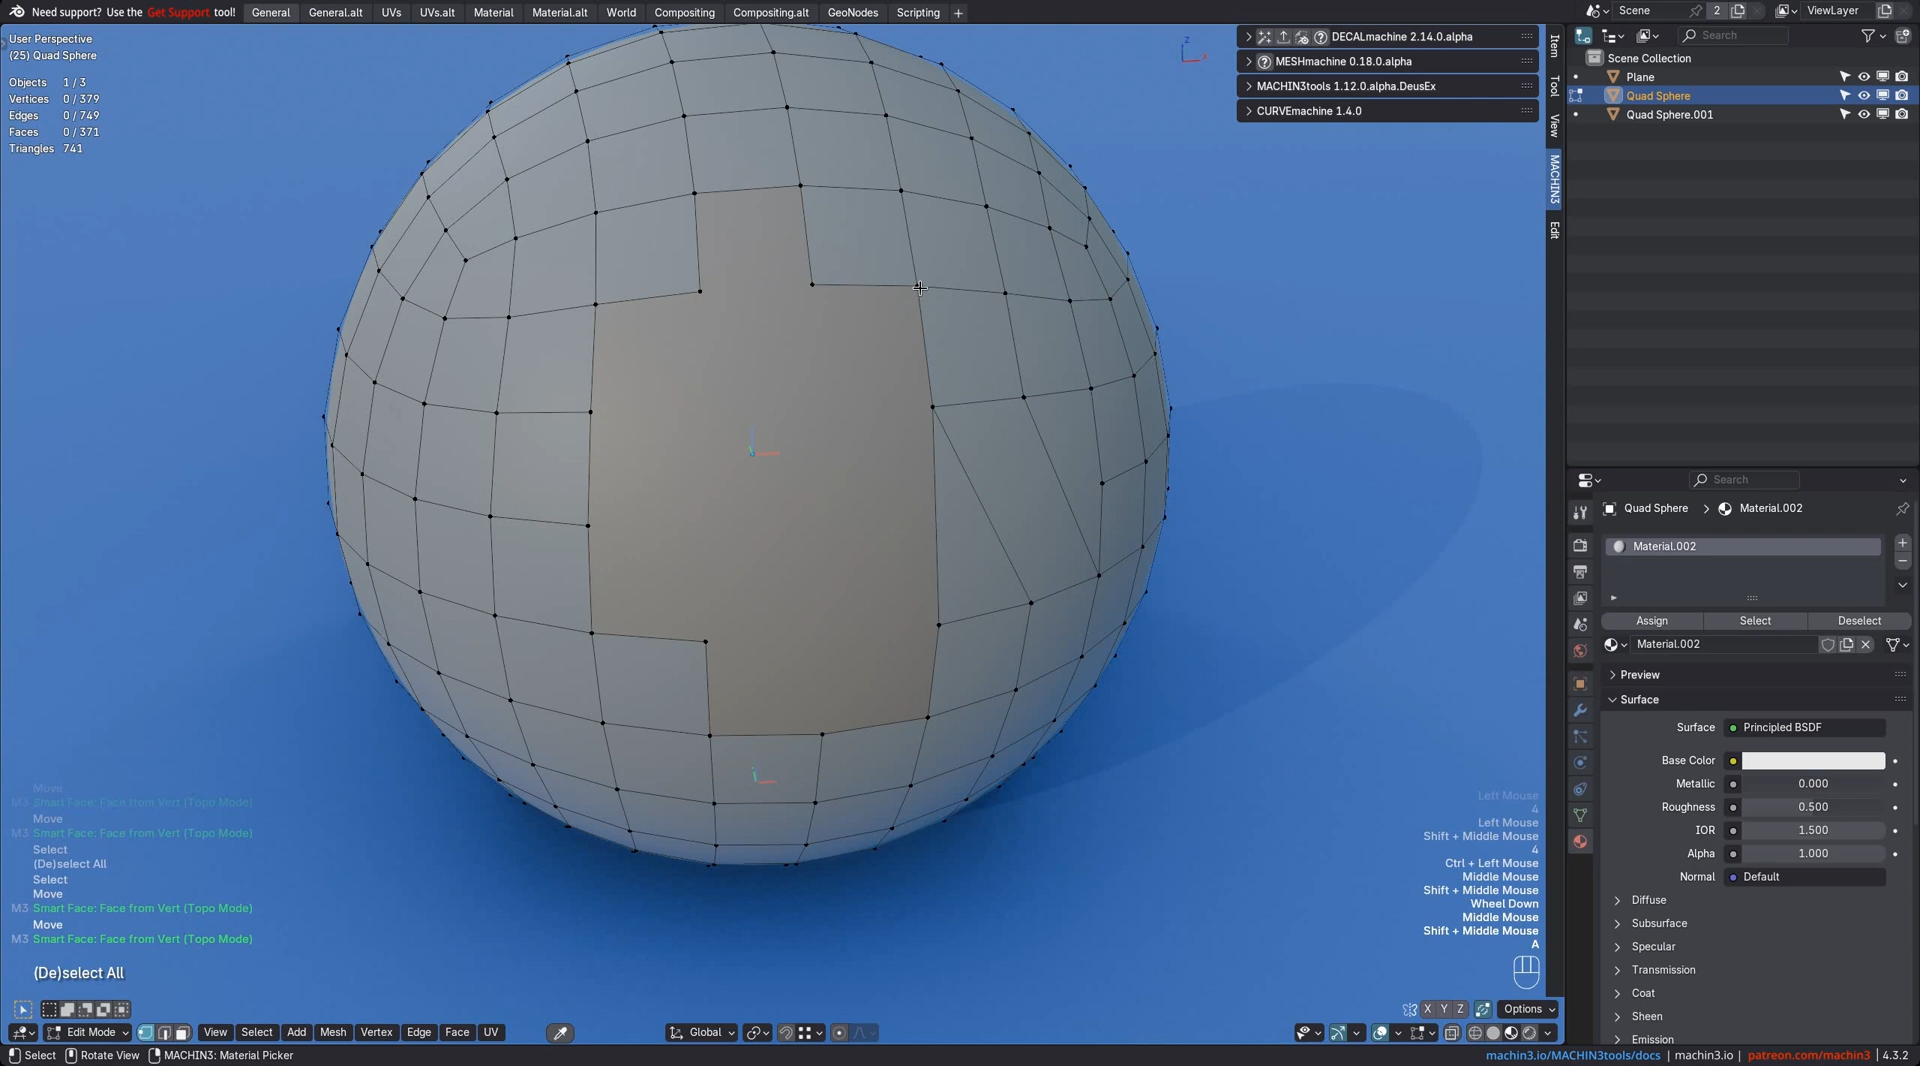 Need support? Use the Get Support tool! General General.alt UVs UVs.alt Material Material.alt World Compositing Compositing.alt GeoNodes Scripting + Scene 2 ViewLayer
User Perspective
(25) Quad Sphere
Objects 1 / 3
Vertices 0 / 379
Edges 0 / 749
Faces 0 / 371
Triangles 741
Z
DECALmachine 2.14.0.alpha
MESHmachine 0.18.0.alpha
MACHIN3tools 1.12.0.alpha.DeusEx
CURVEmachine 1.4.0
Item
Tool
View
MACHIN3
Edit
Search
Scene Collection
Plane
Quad Sphere
Quad Sphere.001
Search
Quad Sphere > Material.002
Material.002
Assign Select Deselect
Material.002
Preview
Surface
Surface Principled BSDF
Base Color
Metallic 0.000
Roughness 0.500
IOR 1.500
Alpha 1.000
Normal Default
Diffuse
Subsurface
Specular
Transmission
Coat
Sheen
Emission
Move
M3 Smart Face: Face from Vert (Topo Mode)
Move
M3 Smart Face: Face from Vert (Topo Mode)
Select
(De)select All
Select
Move
M3 Smart Face: Face from Vert (Topo Mode)
Move
M3 Smart Face: Face from Vert (Topo Mode)
(De)select All
Left Mouse
4
Left Mouse
Shift + Middle Mouse
4
Ctrl + Left Mouse
Middle Mouse
Shift + Middle Mouse
Wheel Down
Middle Mouse
Shift + Middle Mouse
A
X Y Z Options
Edit Mode View Select Add Mesh Vertex Edge Face UV Global
Select Rotate View MACHIN3: Material Picker machin3.io/MACHIN3tools/docs | machin3.io | patreon.com/machin3 | 4.3.2